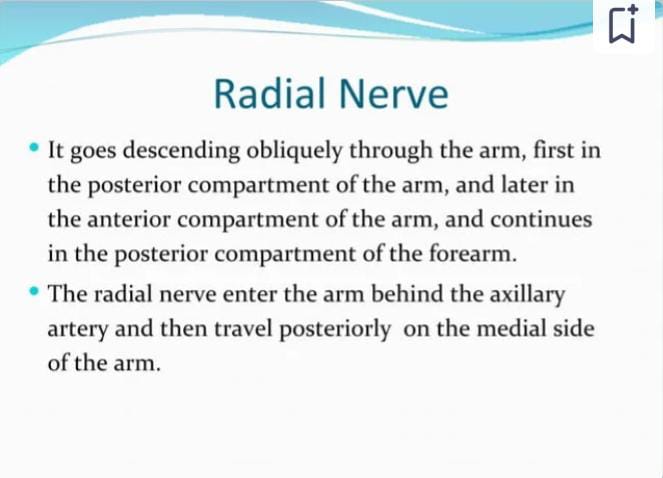 Radial Nerve
• It goes descending obliquely through the arm, first in
the posterior compartment of the arm, and later in
the anterior compartment of the arm, and continues
in the posterior compartment of the forearm.
• The radial nerve enter the arm behind the axillary
artery and then travel posteriorly on the medial side
of the arm.